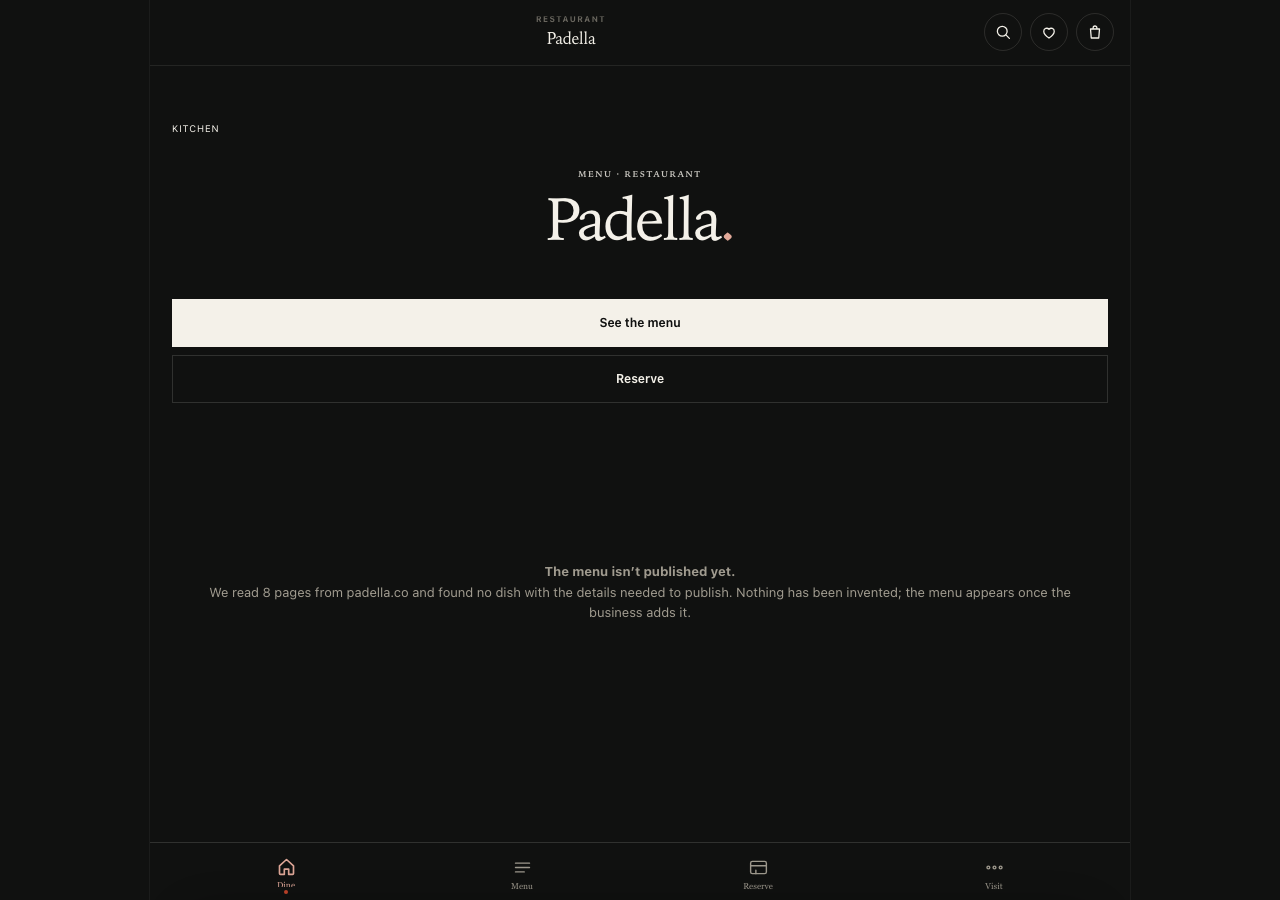 RESTAURANT
Padella
KITCHEN
MENU · RESTAURANT
Padella.
See the menu
Reserve
The menu isn’t published yet.
We read 8 pages from padella.co and found no dish with the details needed to publish. Nothing has been invented; the menu appears once the
business adds it.
Dine
Menu
Reserve
Visit